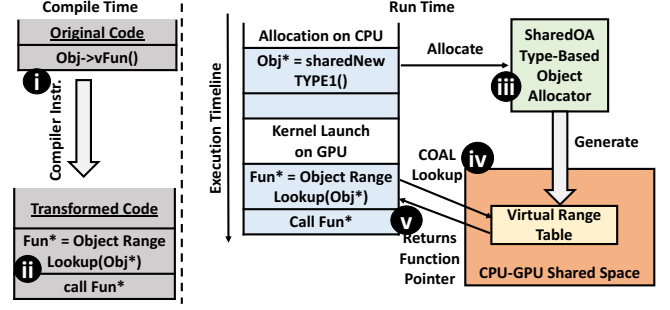 Compile Time
Original Code
Obj->vFun()
i
Compiler Instr.
Transformed Code
Fun* = Object Range
Lookup(Obj*)
ii
call Fun*
Run Time
Execution Timeline
Allocation on CPU
Obj* = sharedNew
TYPE1()
Kernel Launch
on GPU
Fun* = Object Range
Lookup(Obj*)
Call Fun*
Allocate
SharedOA
Type-Based
Object
Allocator
iii
Generate
COAL
Lookup
iv
v
Returns
Function
Pointer
Virtual Range
Table
CPU-GPU Shared Space